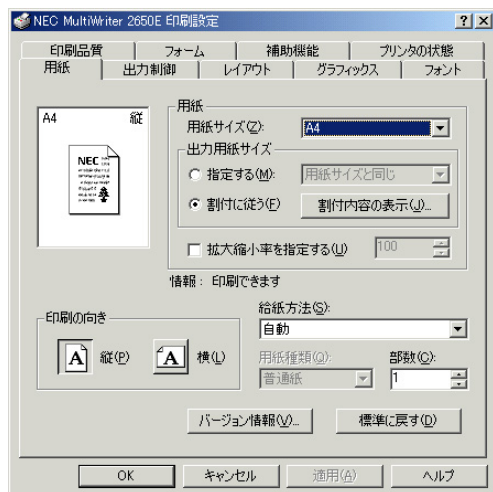 NEC MultiWriter 2650E 印刷設定
印刷品質 フォーム 補助機能 プリンタの状態
用紙 出力制御 レイアウト グラフィックス フォント
A4 縦
NEC
用紙
用紙サイズ(Z): A4
出力用紙サイズ
指定する(M): 用紙サイズと同じ
割付に従う(F) 割付内容の表示(J)...
拡大縮小率を指定する(U) 100
情報： 印刷できます
印刷の向き
A 縦(P) A 横(L)
給紙方法(S):
自動
用紙種類(Q): 部数(C):
普通紙 1
バージョン情報(V)... 標準に戻す(D)
OK キャンセル 適用(A) ヘルプ